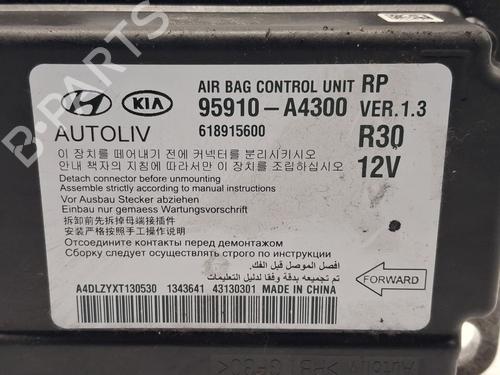 B-PARTS
AIR BAG CONTROL UNIT RP
KIA
95910-A4300 VER.1.3
AUTOLIV
618915600 R30
12V
이 장치를 떼어내기 전에 커넥터를 분리시키시오
안내 책자의 지침에 따라서만 이 장치를 조립하십시오
Detach connector before unmounting
Assemble strictly according to manual instructions
Vor Ausbau Stecker abziehen
Einbau nur gemaess Wartungsvorschrift
拆卸前先拆掉母端接插件
安装严格按照手工操作说明
Отсоедините контакты перед демонтажем
Сборку следует осуществлять строго по инструкции
افصل الموصل قبل الفك
تم تجميعه بدقة وفقا
FORWARD
A4DLZYXT130530 1343641 43130301 MADE IN CHINA